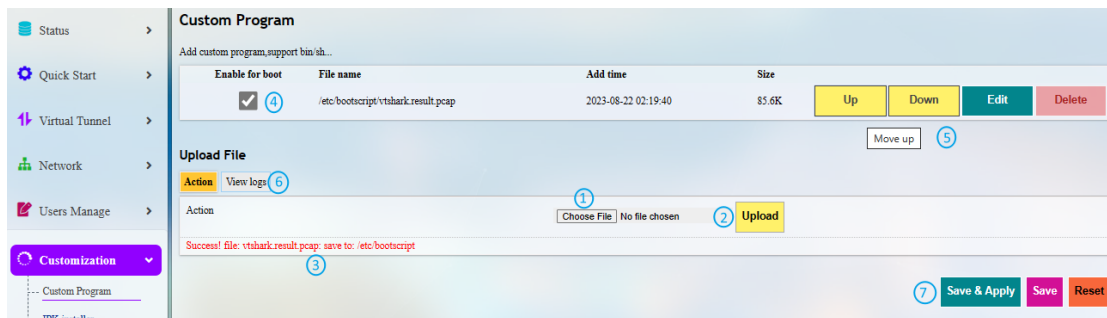 Status
Quick Start
Virtual Tunnel
Network
Users Manage
Customization
Custom Program
Custom Program
Add custom program,support bin/sh...
Enable for boot File name Add time Size
4 /etc/bootscript/vtshark.result.pcap 2023-08-22 02:19:40 85.6K Up Down Edit Delete
Move up 5
Upload File
Action View logs 6
1
Action Choose File No file chosen 2 Upload
Success! file: vtshark.result.pcap: save to: /etc/bootscript
3
7 Save & Apply Save Reset